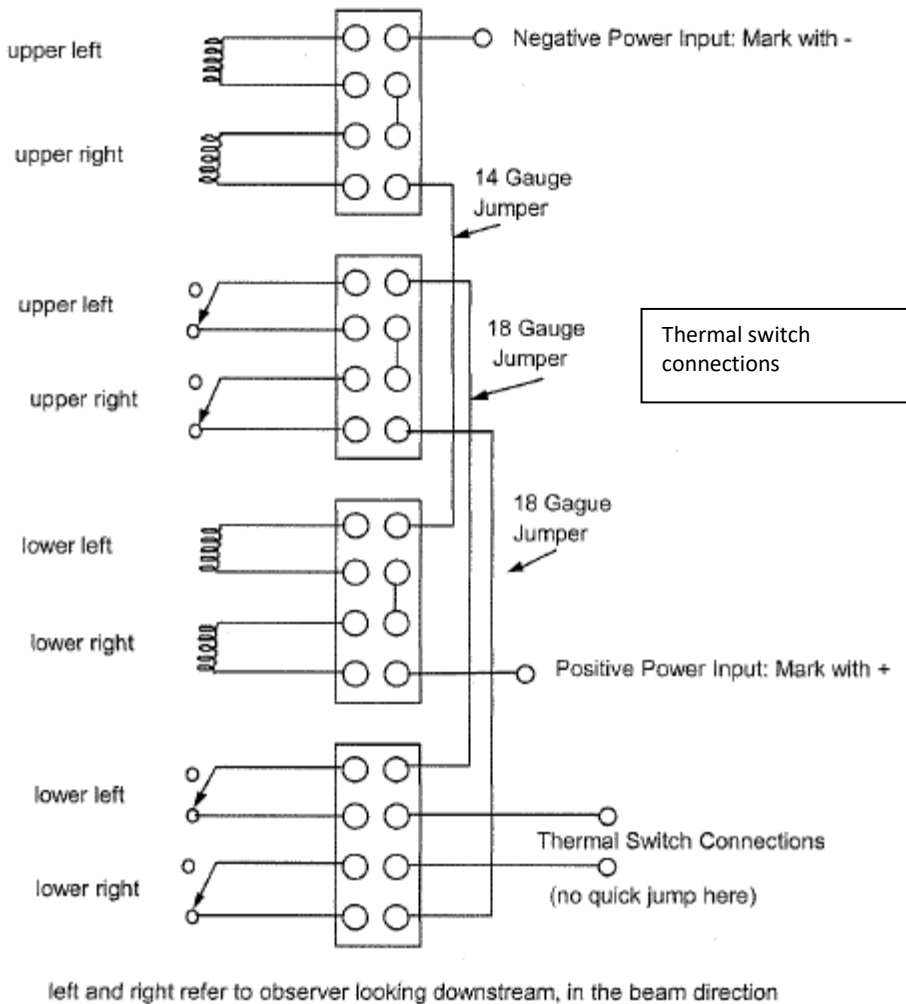 upper left
Negative Power Input: Mark with -
upper right
14 Gauge
Jumper
upper left
18 Gauge
Jumper
Thermal switch
connections
upper right
18 Gague
Jumper
lower left
lower right
Positive Power Input: Mark with +
lower left
Thermal Switch Connections
lower right
(no quick jump here)
left and right refer to observer looking downstream, in the beam direction